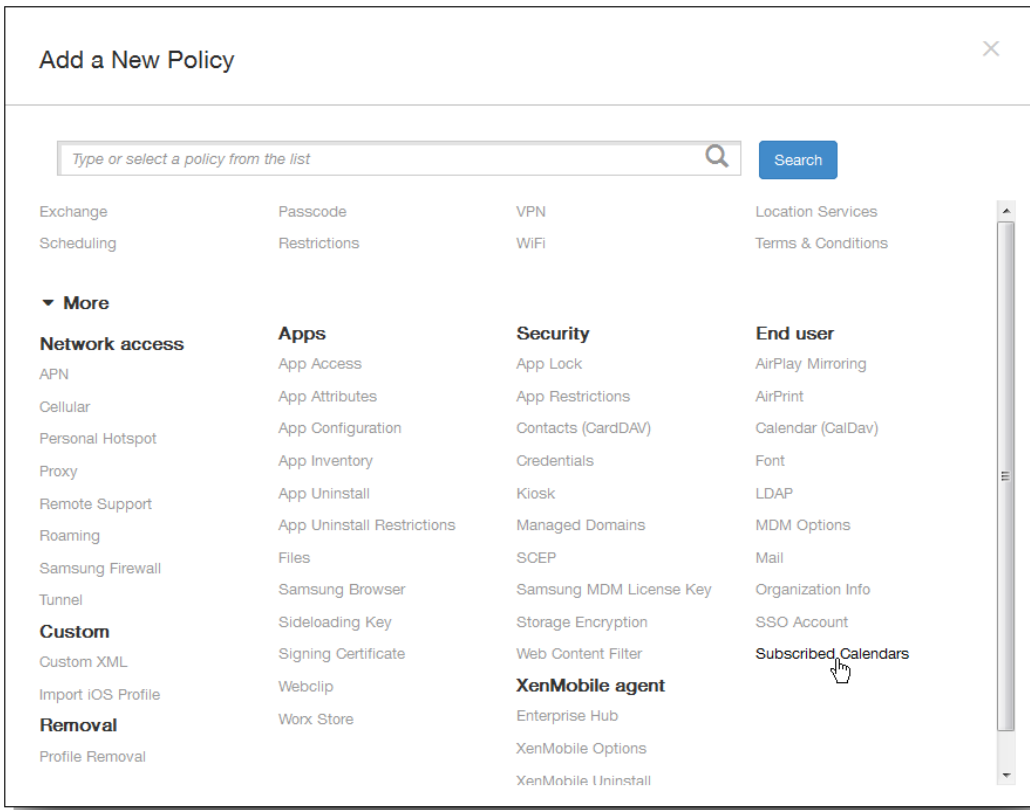 Add a New Policy
Type or select a policy from the list
Search
Exchange
Scheduling
Passcode
Restrictions
VPN
WiFi
Location Services
Terms & Conditions
More
Network access
APN
Cellular
Personal Hotspot
Proxy
Remote Support
Roaming
Samsung Firewall
Tunnel
Custom
Custom XML
Import iOS Profile
Removal
Profile Removal
Apps
App Access
App Attributes
App Configuration
App Inventory
App Uninstall
App Uninstall Restrictions
Files
Samsung Browser
Sideloading Key
Signing Certificate
Webclip
Worx Store
Security
App Lock
App Restrictions
Contacts (CardDAV)
Credentials
Kiosk
Managed Domains
SCEP
Samsung MDM License Key
Storage Encryption
Web Content Filter
XenMobile agent
Enterprise Hub
XenMobile Options
XenMobile Uninstall
End user
AirPlay Mirroring
AirPrint
Calendar (CalDav)
Font
LDAP
MDM Options
Mail
Organization Info
SSO Account
Subscribed Calendars